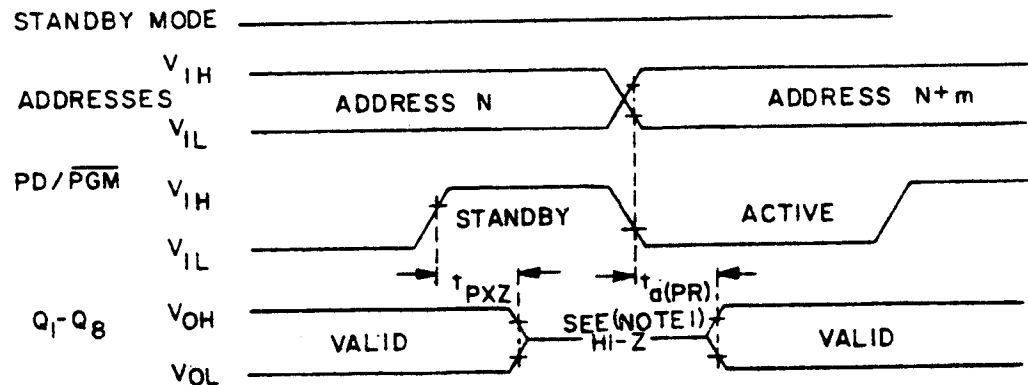 STANDBY MODE
V_IH
ADDRESSES
ADDRESS N
ADDRESS N+m
V_IL
PD/P̅G̅M̅
V_IH
STANDBY
ACTIVE
V_IL
t_PXZ
t_a(PR)
Q_1-Q_8
V_OH
SEE(NOTE 1)
VALID
HI-Z
VALID
V_OL